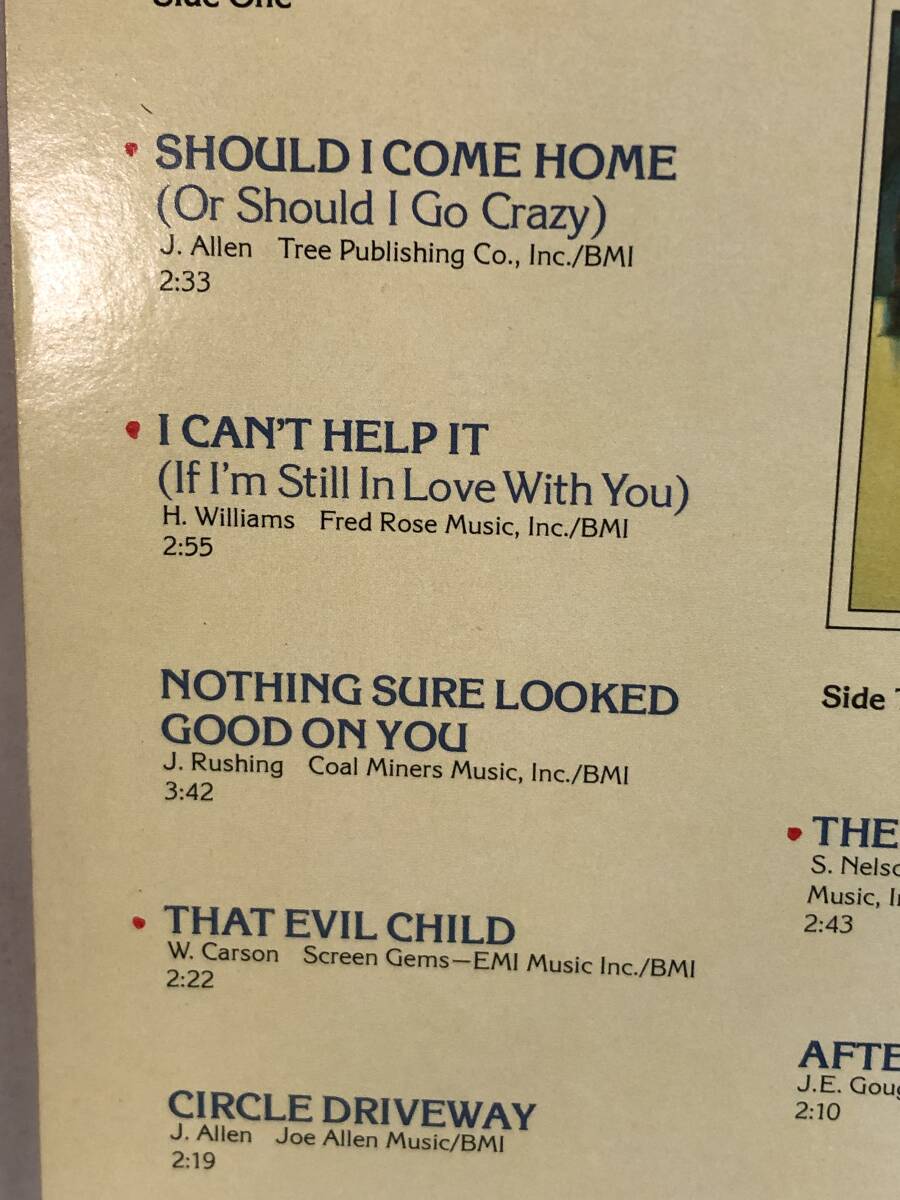 Side One
SHOULD I COME HOME
(Or Should I Go Crazy)
J. Allen Tree Publishing Co., Inc./BMI
2:33
I CAN'T HELP IT
(If I'm Still In Love With You)
H. Williams Fred Rose Music, Inc./BMI
2:55
NOTHING SURE LOOKED
GOOD ON YOU
J. Rushing Coal Miners Music, Inc./BMI
3:42
THAT EVIL CHILD
W. Carson Screen Gems—EMI Music Inc./BMI
2:22
CIRCLE DRIVEWAY
J. Allen Joe Allen Music/BMI
2:19
Side
THE
S.
Music,
2:43
J.E.
2:10